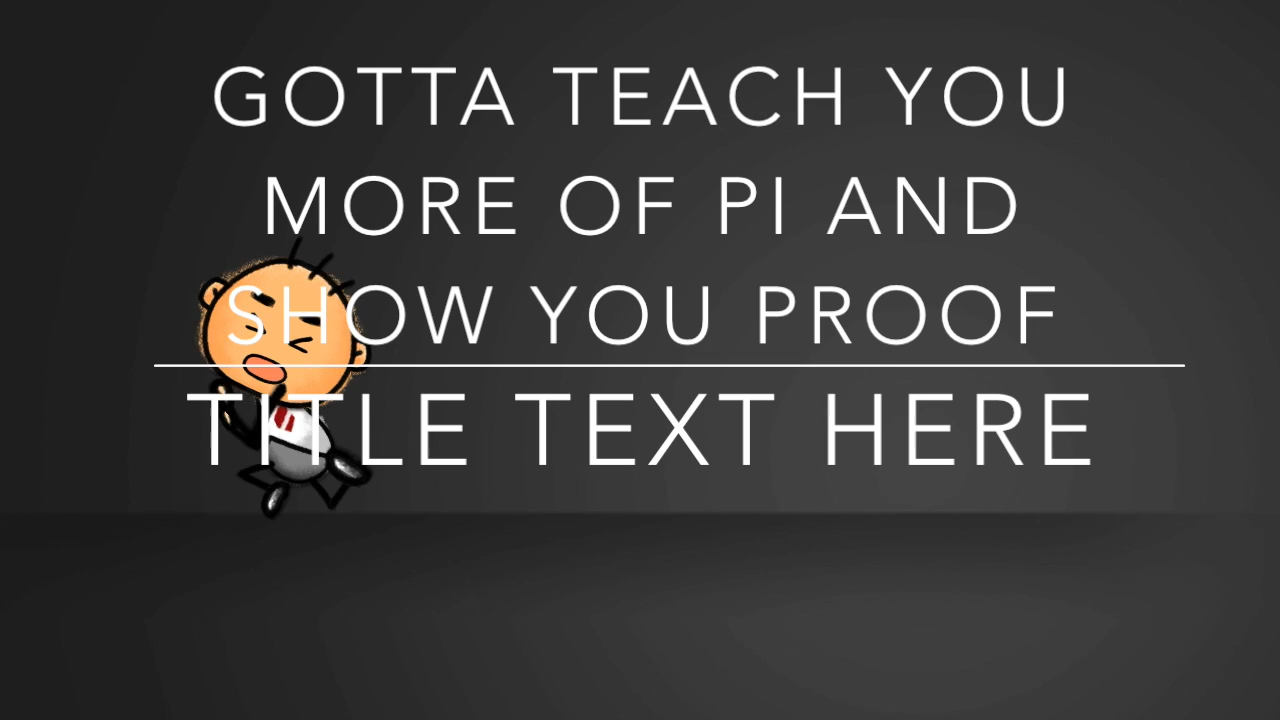 GOTTA TEACH YOU
MORE OF PI AND
SHOW YOU PROOF
TITLE TEXT HERE